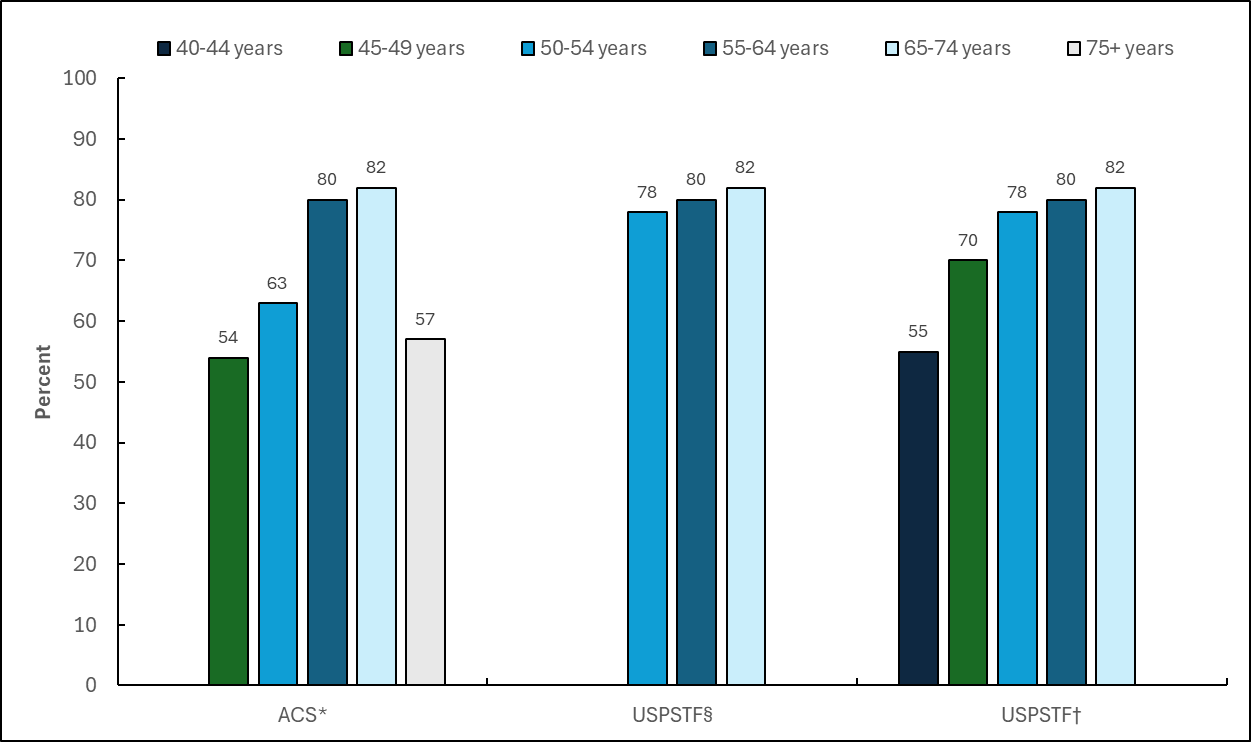 40-44 years 45-49 years 50-54 years 55-64 years 65-74 years 75+ years
100
90
80
70
60
50
40
30
20
10
0
Percent
54 63 80 82 57
78 80 82
55 70 78 80 82
ACS* USPSTF§ USPSTF†